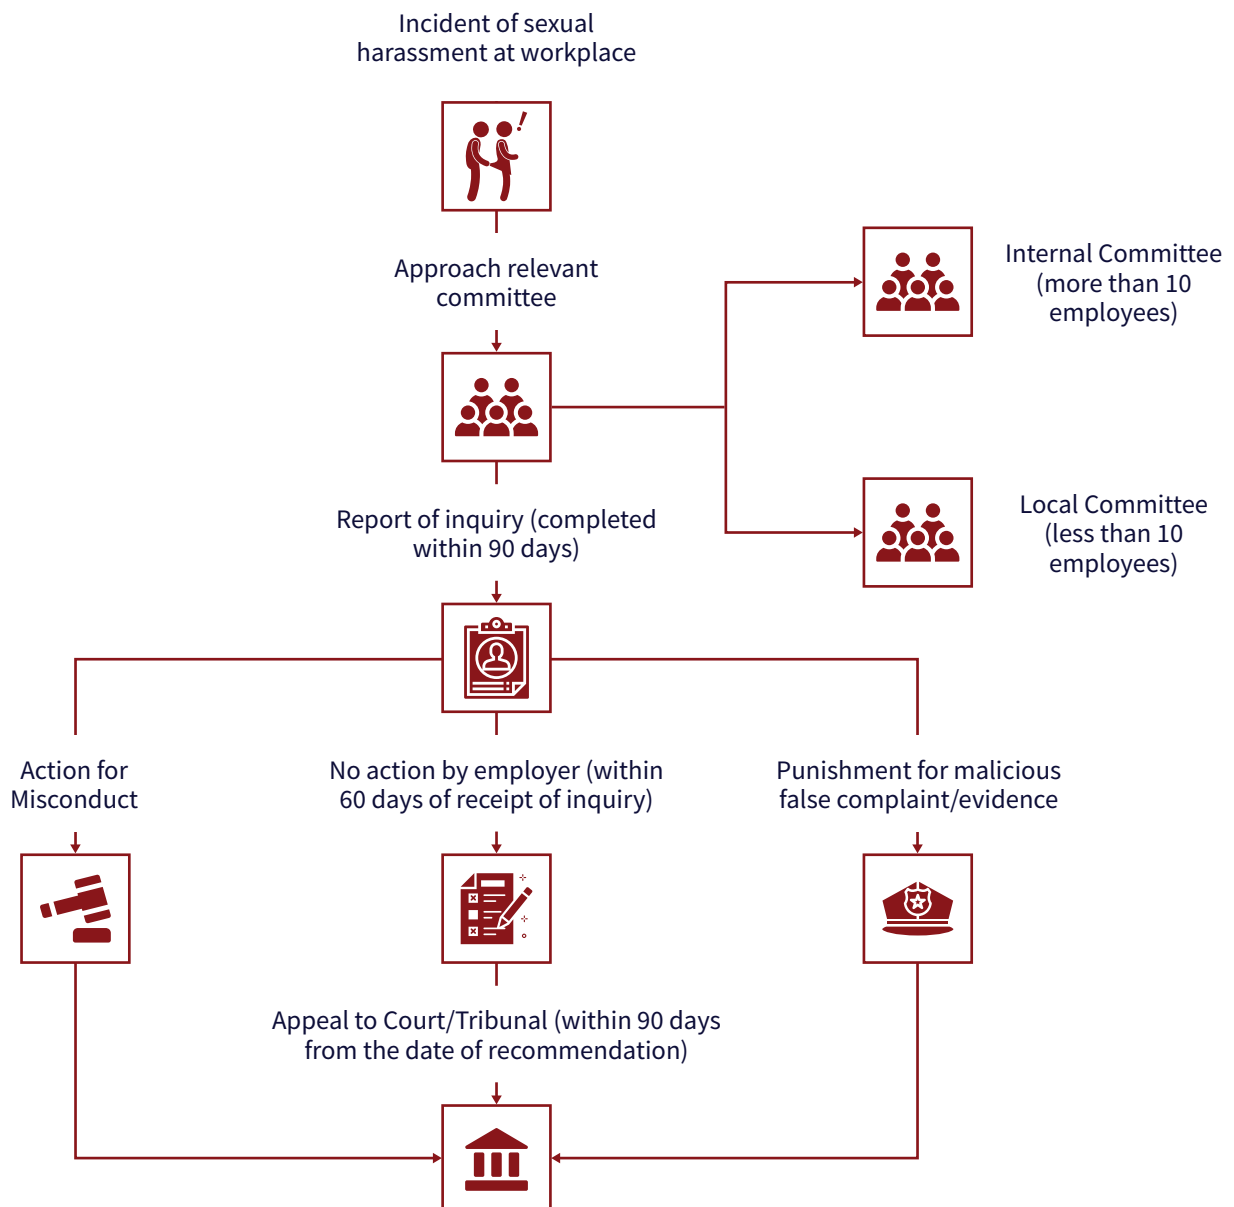 Incident of sexual
harassment at workplace
Approach relevant
committee
Internal Committee
(more than 10
employees)
Local Committee
(less than 10
employees)
Report of inquiry (completed
within 90 days)
Action for
Misconduct
No action by employer (within
60 days of receipt of inquiry)
Punishment for malicious
false complaint/evidence
Appeal to Court/Tribunal (within 90 days
from the date of recommendation)